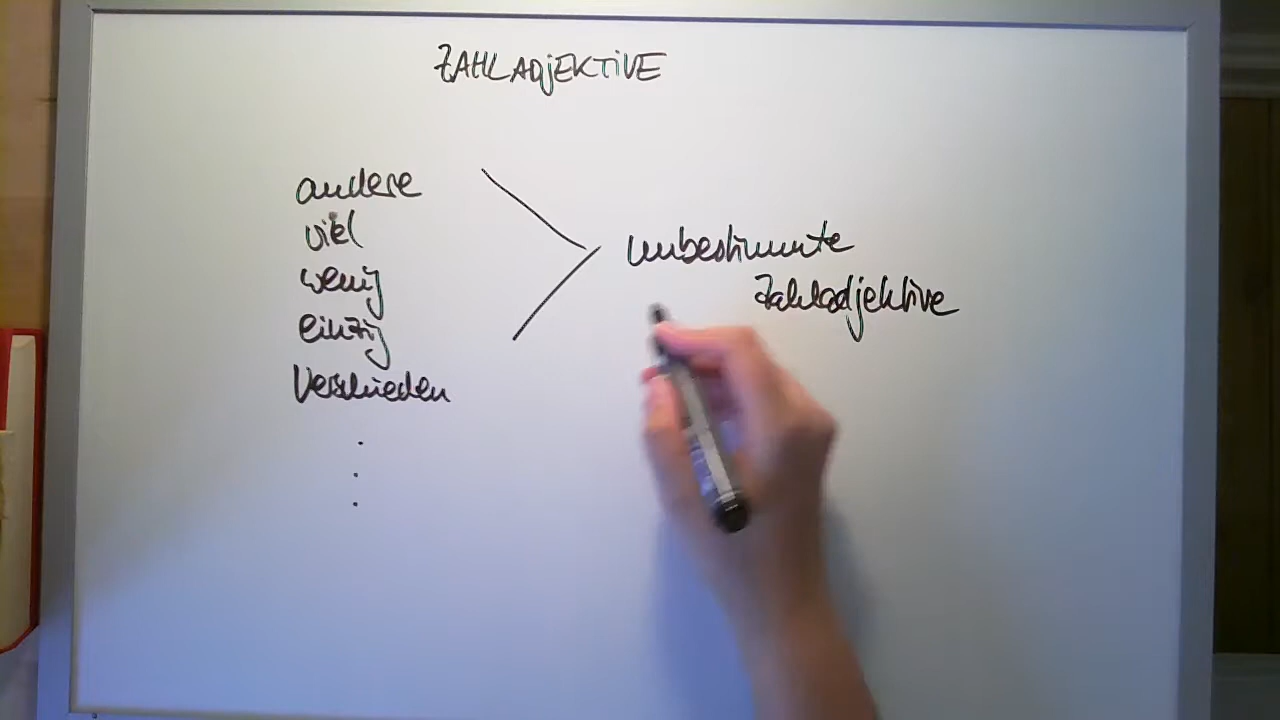 ZAHLADjEKTiVE
andere
viel
wenig
einzig
Verschieden
unbestimmte
Zahladjektive